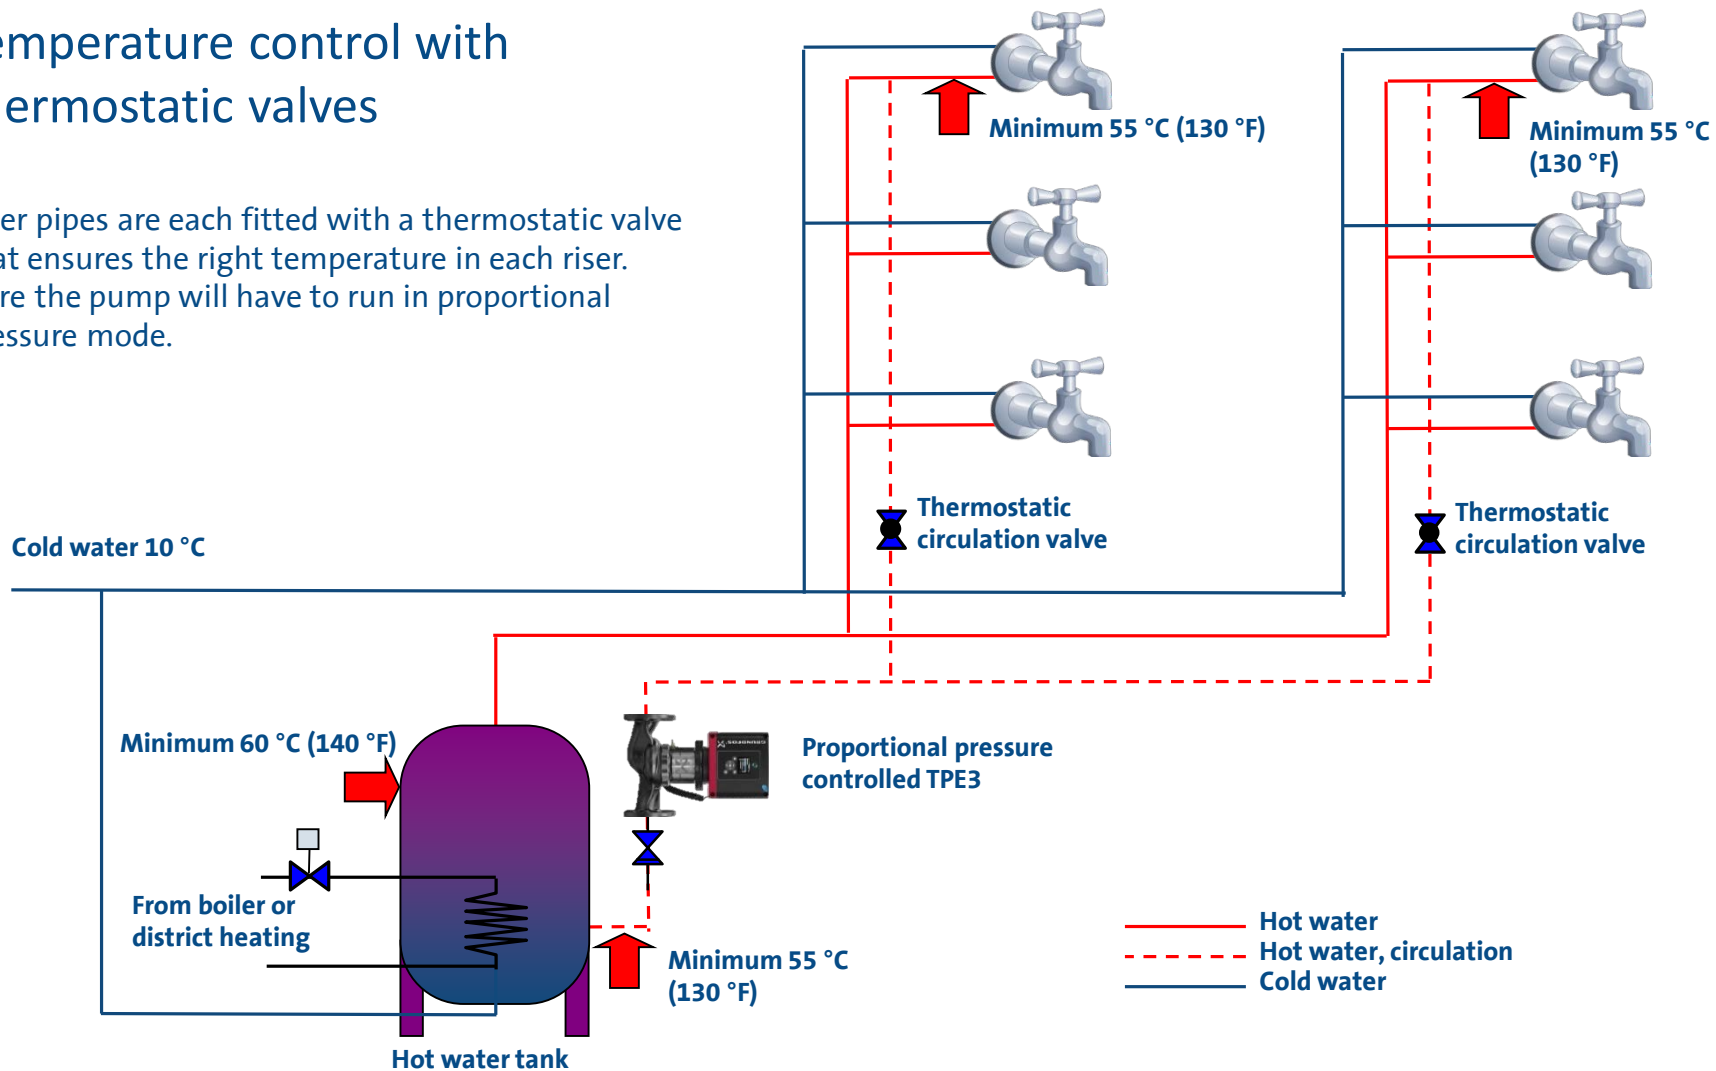 emperature control with
ermostatic valves
er pipes are each fitted with a thermostatic valve
at ensures the right temperature in each riser.
re the pump will have to run in proportional
essure mode.
Minimum 55 °C (130 °F)
Minimum 55 °C
(130 °F)
Thermostatic
circulation valve
Thermostatic
circulation valve
Cold water 10 °C
Minimum 60 °C (140 °F)
Proportional pressure
controlled TPE3
GRUNDFOS
From boiler or
district heating
Minimum 55 °C
(130 °F)
Hot water tank
Hot water
Hot water, circulation
Cold water